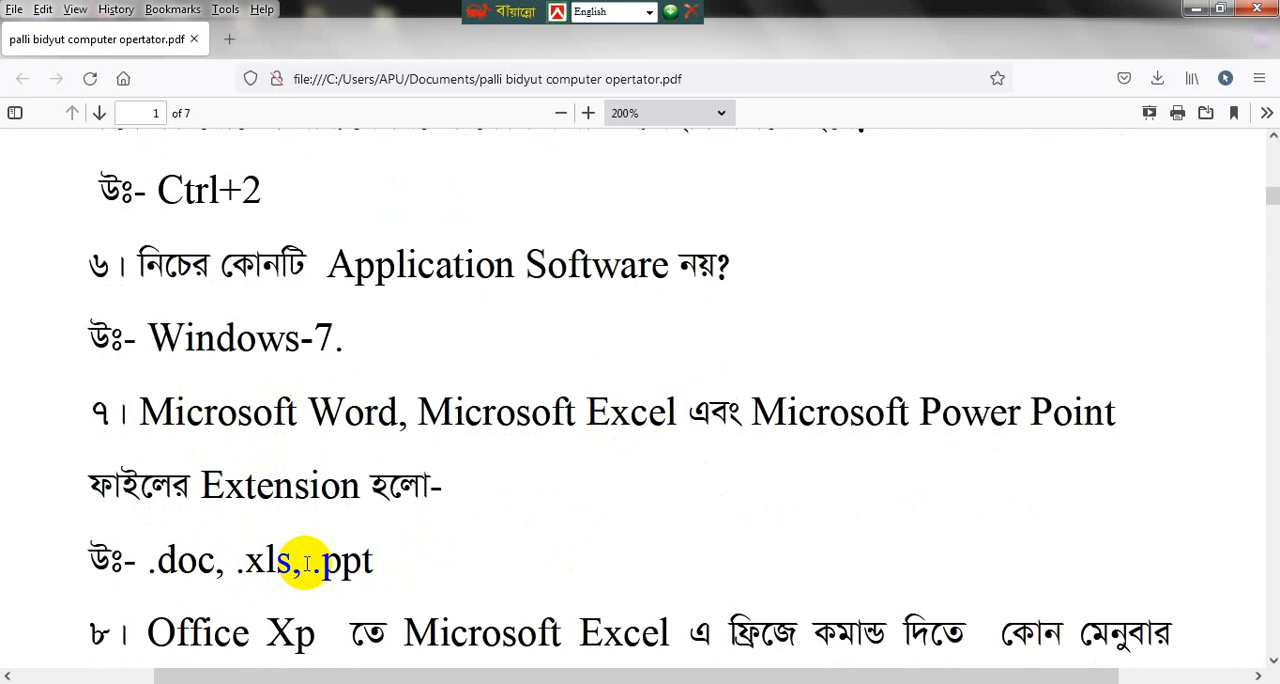 File Edit View History Bookmarks Tools Help
বায়ান্নো English
palli bidyut computer opertator.pdf
file:///C:/Users/APU/Documents/palli bidyut computer opertator.pdf
1 of 7 200%
উঃ- Ctrl+2
৬। নিচের কোনটি Application Software নয়?
উঃ- Windows-7.
৭। Microsoft Word, Microsoft Excel এবং Microsoft Power Point
ফাইলের Extension হলো-
উঃ- .doc, .xls, .ppt
৮। Office Xp তে Microsoft Excel এ ফ্রিজে কমান্ড দিতে কোন মেনুবার